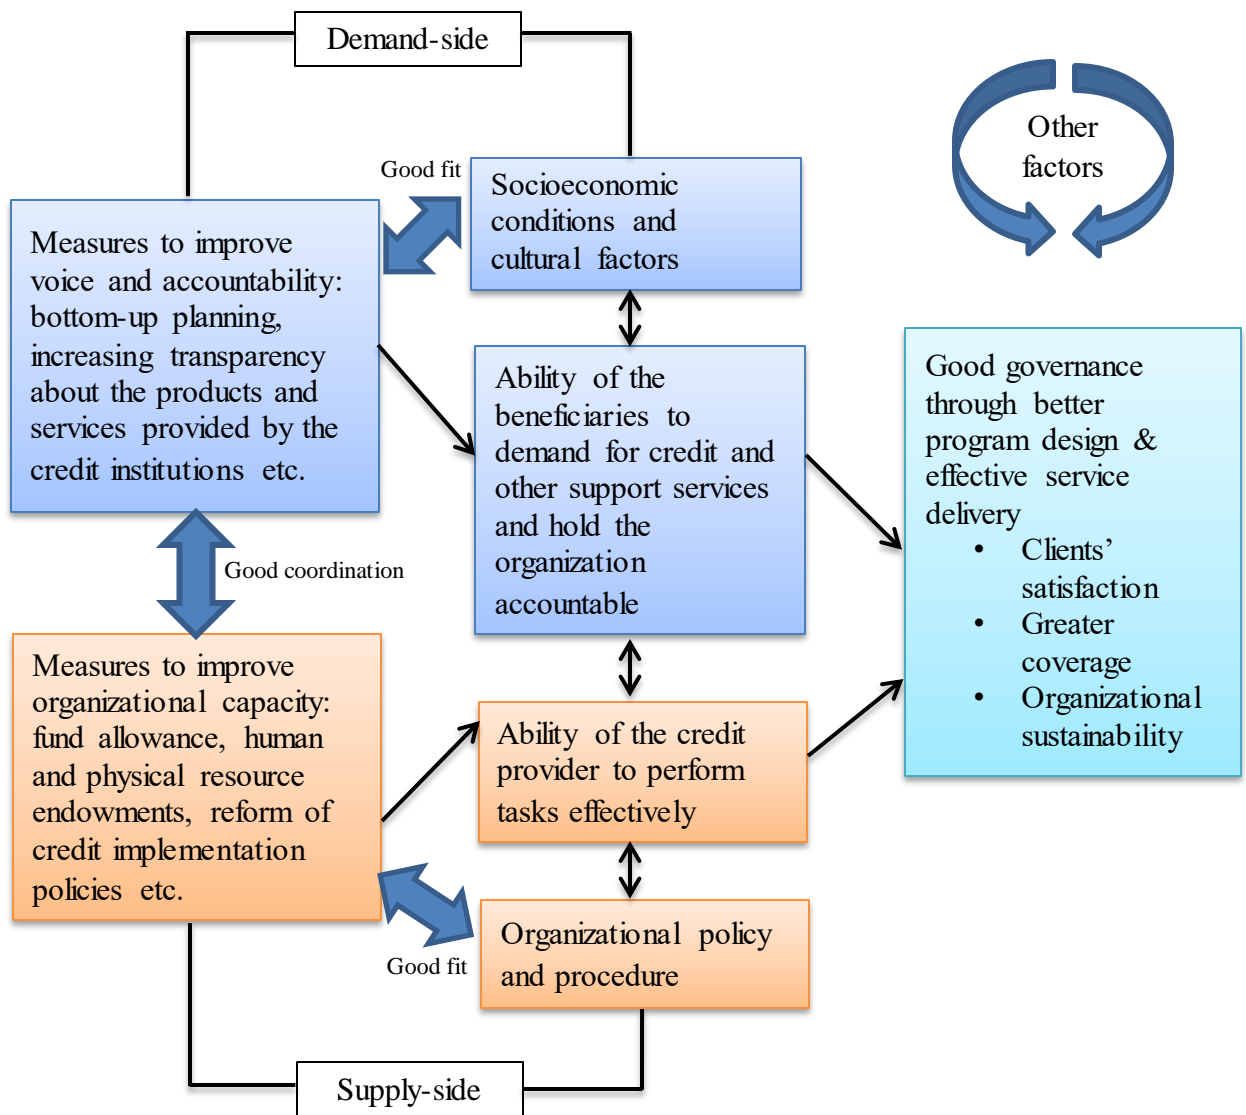 Demand-side
Other
factors
Good fit
Socioeconomic
conditions and
cultural factors
Measures to improve
voice and accountability:
bottom-up planning,
increasing transparency
about the products and
services provided by the
credit institutions etc.
Ability of the
beneficiaries to
demand for credit and
other support services
and hold the
organization
accountable
Good governance
through better
program design &
effective service
delivery
• Clients’
satisfaction
• Greater
coverage
• Organizational
sustainability
Good coordination
Measures to improve
organizational capacity:
fund allowance, human
and physical resource
endowments, reform of
credit implementation
policies etc.
Ability of the credit
provider to perform
tasks effectively
Good fit
Organizational policy
and procedure
Supply-side